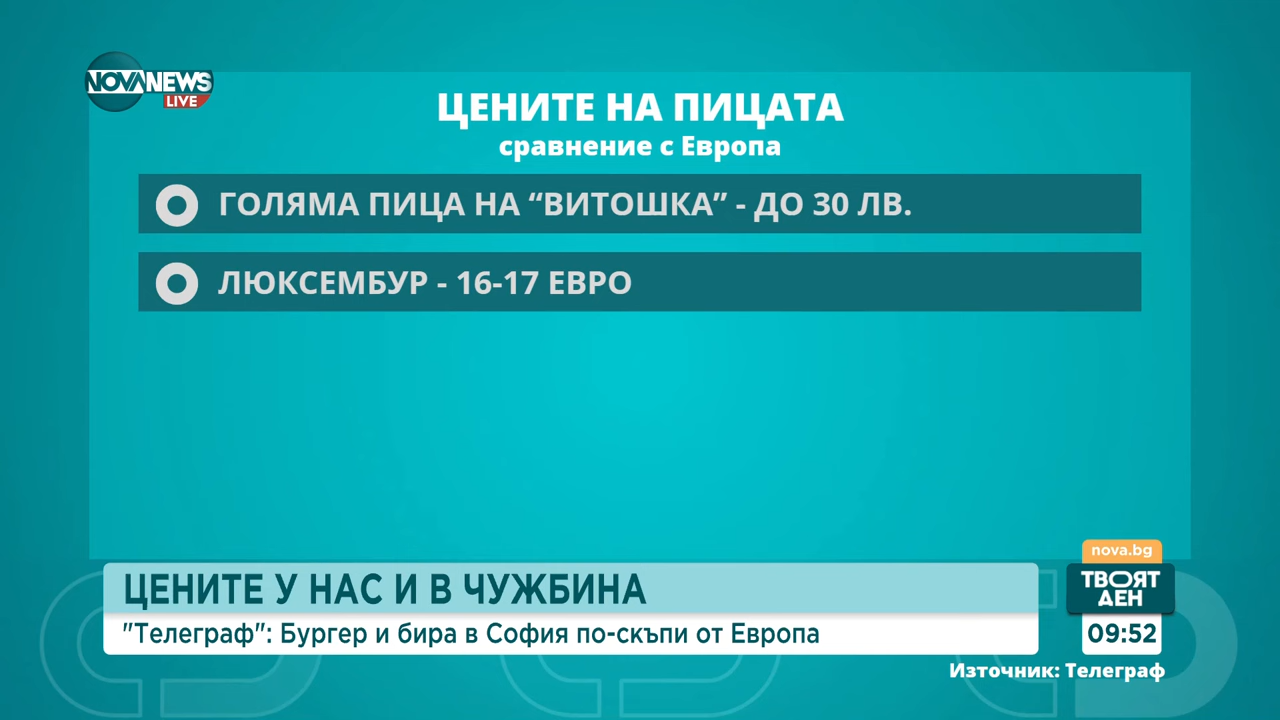 NOVA NEWS
LIVE
ЦЕНИТЕ НА ПИЦАТА
сравнение с Европа
ГОЛЯМА ПИЦА НА “ВИТОШКА” - ДО 30 ЛВ.
ЛЮКСЕМБУР - 16-17 ЕВРО
nova.bg
ТВОЯТ
ДЕН
09:52
ЦЕНИТЕ У НАС И В ЧУЖБИНА
"Телеграф": Бургер и бира в София по-скъпи от Европа
Източник: Телеграф